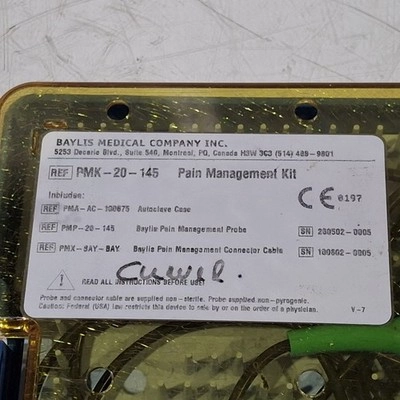 BAYLIS MEDICAL COMPANY INC.
5253 Decarie Blvd., Suite 540, Montreal, PQ, Canada H3W 3C3 (514) 488-9801
REF PMK-20-145 Pain Management Kit
Includes:
CE 0197
REF PMA-AC-100675 Autoclave Case
REF PMP-20-145 Baylis Pain Management Probe SN 280502-0005
REF PMX-BAY-BAY Baylis Pain Management Connector Cable SN 100602-0005
! READ ALL INSTRUCTIONS BEFORE USE!
Probe and connector cable are supplied non-sterile. Probe supplied non-pyrogenic.
Caution: Federal (USA) law restricts this device to sale by or on the order of a physician. V-7